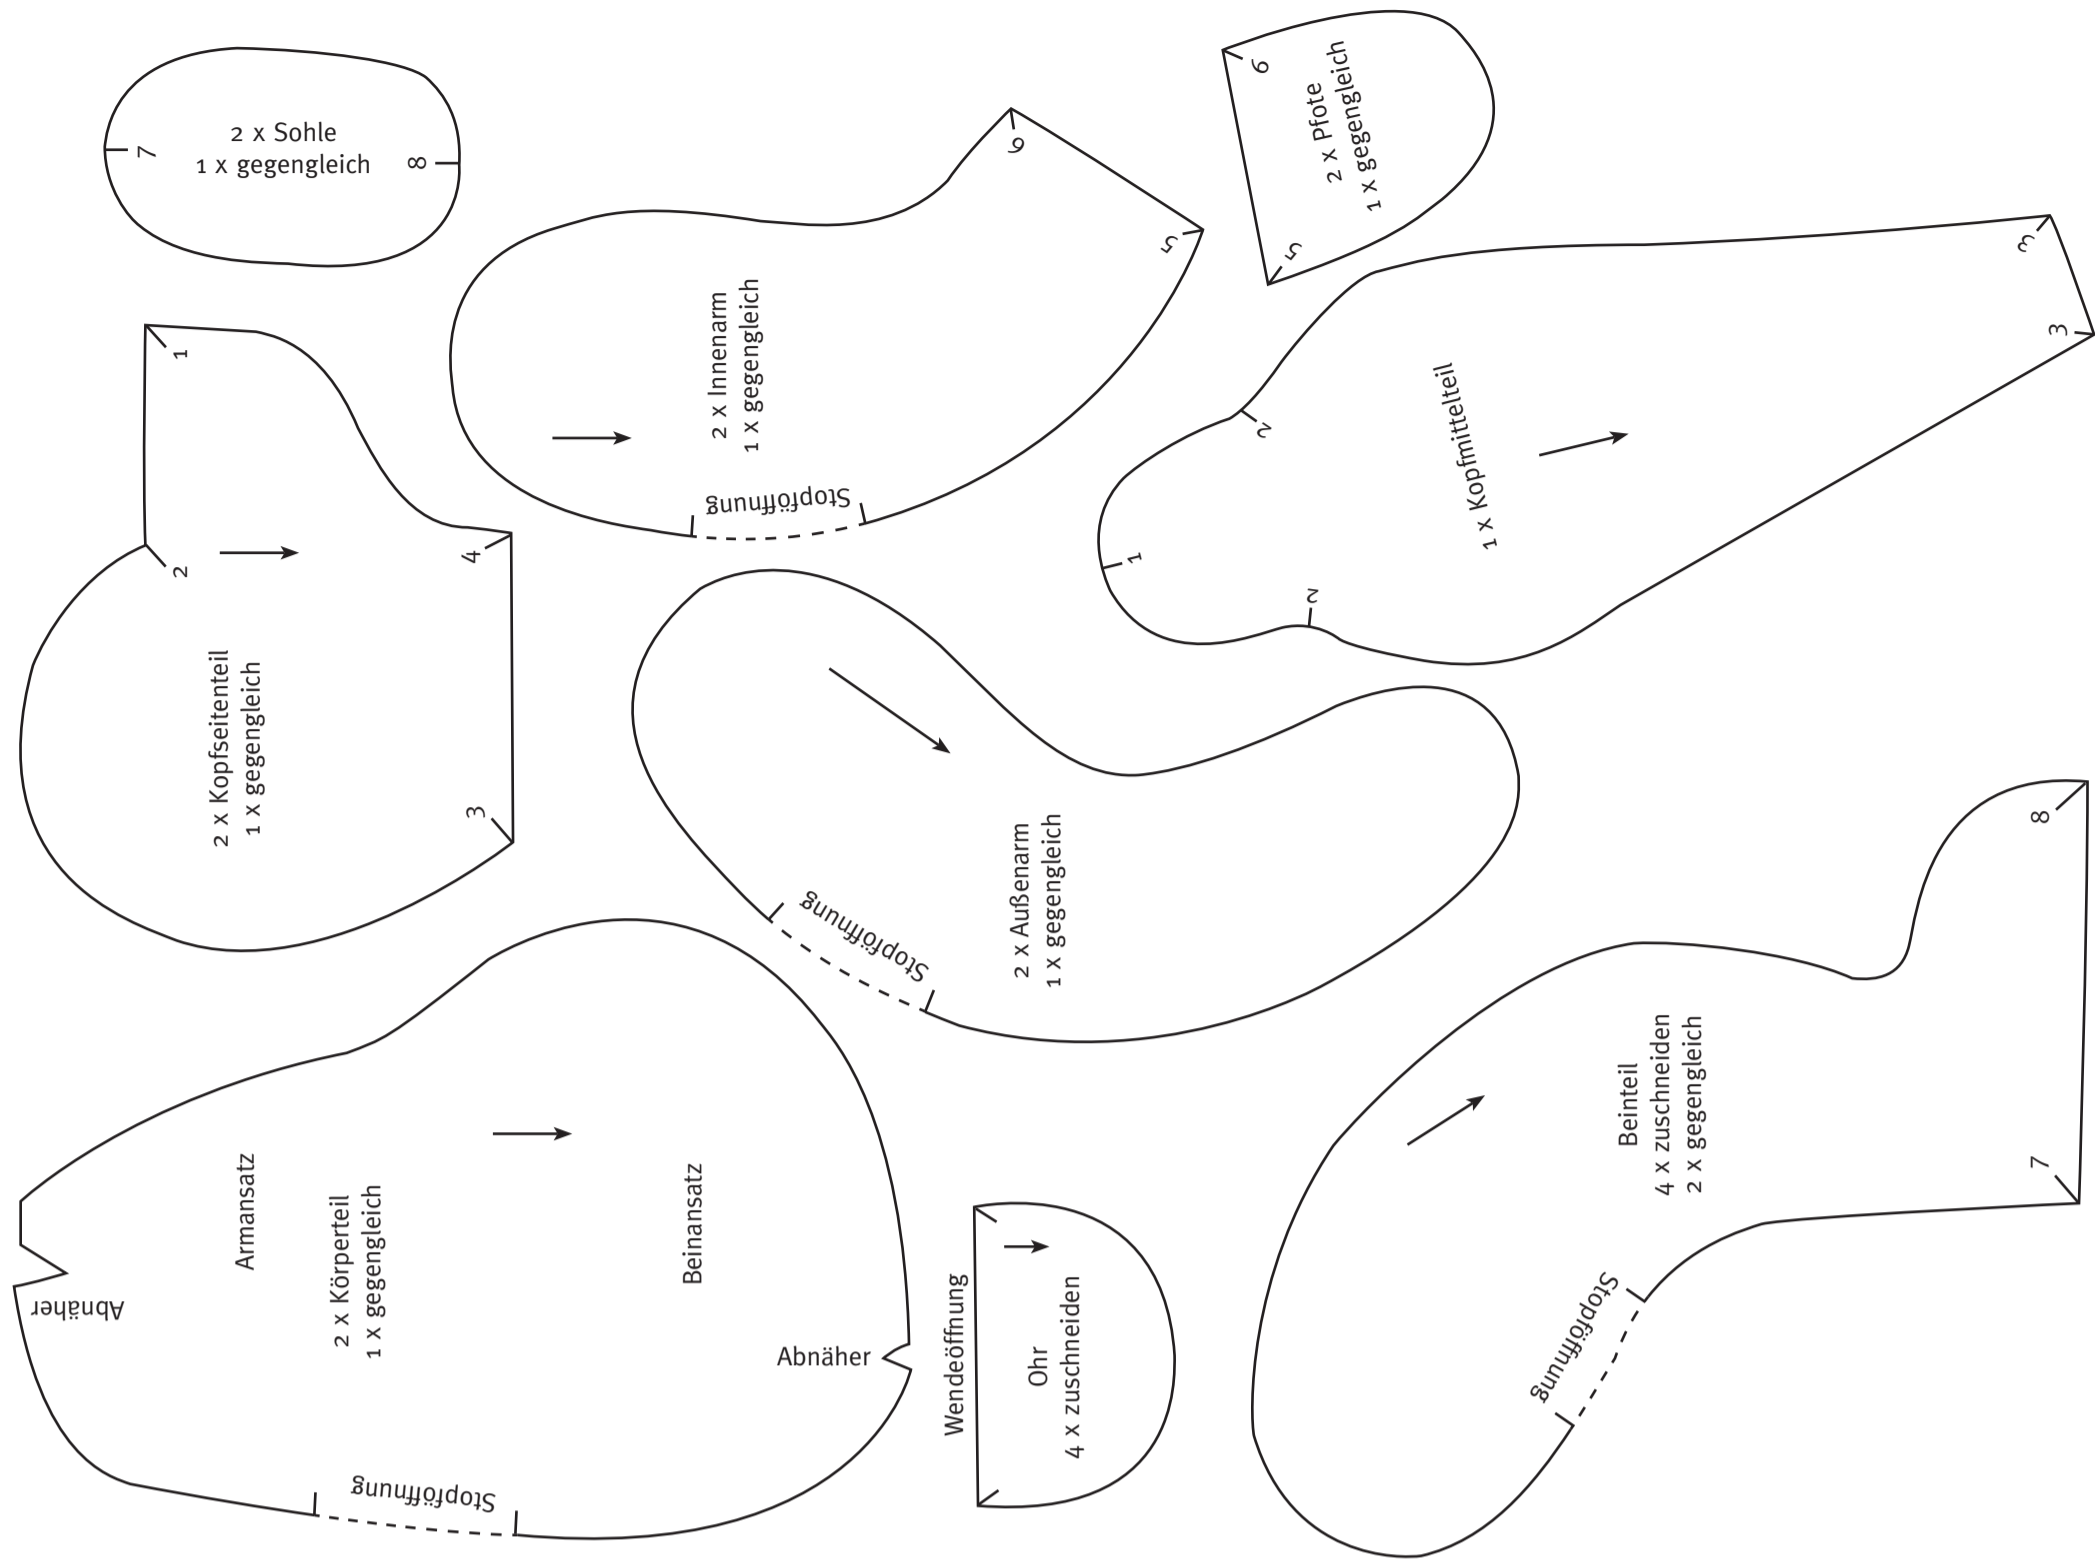 7
2 x Sohle
1 x gegengleich
8
6
2 x Pfote
1 x gegengleich
5
6
5
2 x Innenarm
1 x gegengleich
Stopföffnung
1
2
4
3
2 x Kopfseitenteil
1 x gegengleich
3
3
2
1
2
1 x Kopfmittelteil
2 x Außenarm
1 x gegengleich
Stopföffnung
8
7
Beinteil
4 x zuschneiden
2 x gegengleich
Stopföffnung
Abnäher
Armansatz
2 x Körperteil
1 x gegengleich
Beinansatz
Abnäher
Stopföffnung
Wendeöffnung
Ohr
4 x zuschneiden